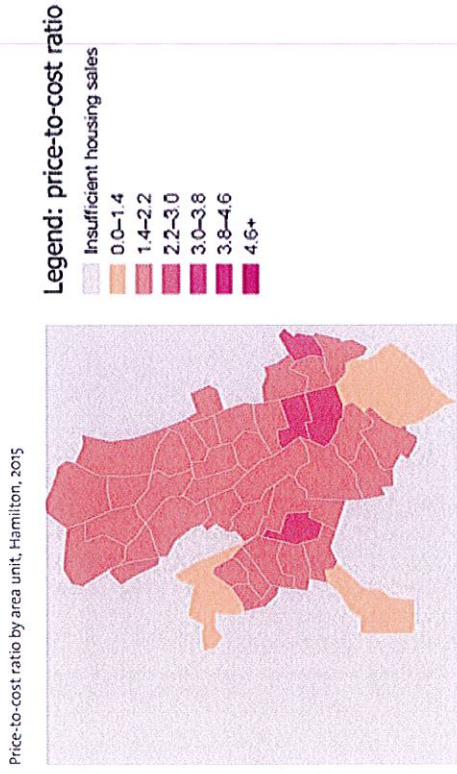 Price-to-cost ratio by area unit, Hamilton, 2015
Legend: price-to-cost ratio
Insufficient housing sales
0.0–1.4
1.4–2.2
2.2–3.0
3.0–3.8
3.8–4.6
4.6+